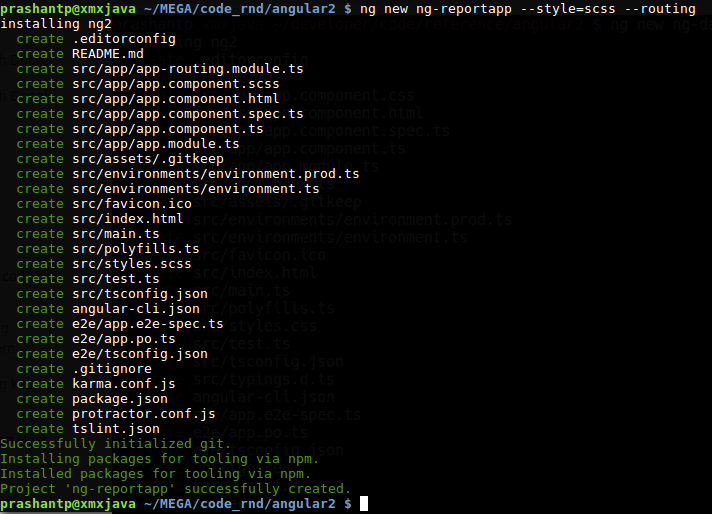 prashantp@xmxjava ~/MEGA/code_rnd/angular2 $ ng new ng-reportapp --style=scss --routing
installing ng2
  create .editorconfig
  create README.md
  create src/app/app-routing.module.ts
  create src/app/app.component.scss
  create src/app/app.component.html
  create src/app/app.component.spec.ts
  create src/app/app.component.ts
  create src/app/app.module.ts
  create src/assets/.gitkeep
  create src/environments/environment.prod.ts
  create src/environments/environment.ts
  create src/favicon.ico
  create src/index.html
  create src/main.ts
  create src/polyfills.ts
  create src/styles.scss
  create src/test.ts
  create src/tsconfig.json
  create angular-cli.json
  create e2e/app.e2e-spec.ts
  create e2e/app.po.ts
  create e2e/tsconfig.json
  create .gitignore
  create karma.conf.js
  create package.json
  create protractor.conf.js
  create tslint.json
Successfully initialized git.
Installing packages for tooling via npm.
Installed packages for tooling via npm.
Project 'ng-reportapp' successfully created.
prashantp@xmxjava ~/MEGA/code_rnd/angular2 $